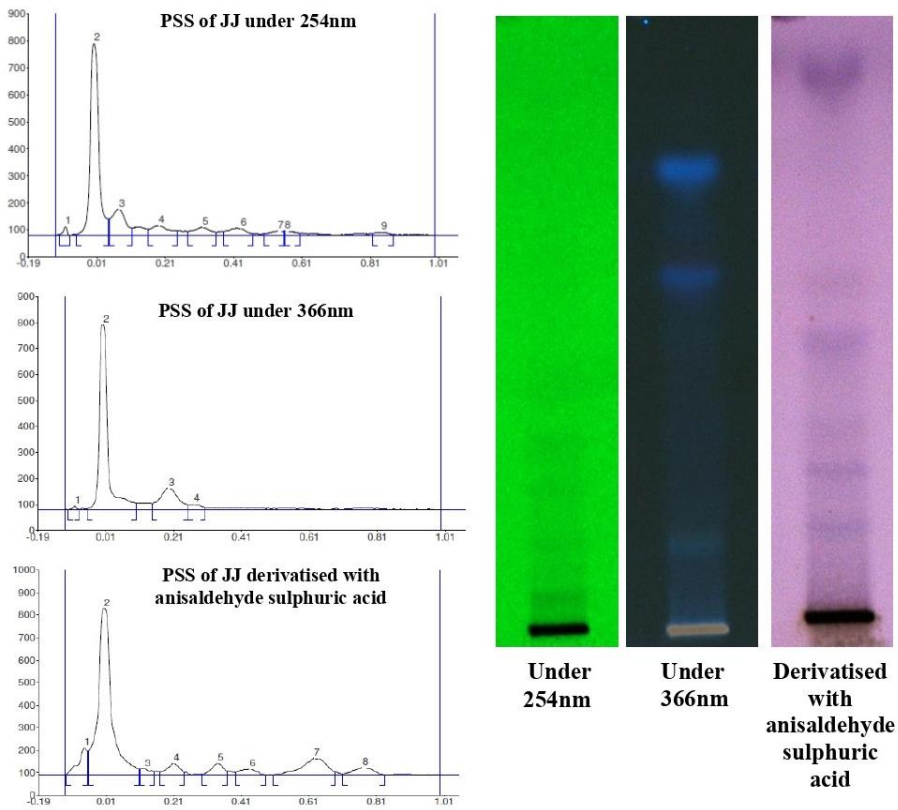 PSS of JJ under 254nm
900
800
700
600
500
400
300
200
100
0
-0.19 0.01 0.21 0.41 0.61 0.81 1.01
1 2 3 4 5 6 7 8 9
PSS of JJ under 366nm
900
800
700
600
500
400
300
200
100
0
-0.19 0.01 0.21 0.41 0.61 0.81 1.01
1 2 3 4
PSS of JJ derivatised with
anisaldehyde sulphuric acid
1000
900
800
700
600
500
400
300
200
100
0
-0.19 0.01 0.21 0.41 0.61 0.81 1.01
1 2 3 4 5 6 7 8
Under
254nm
Under
366nm
Derivatised
with
anisaldehyde
sulphuric
acid